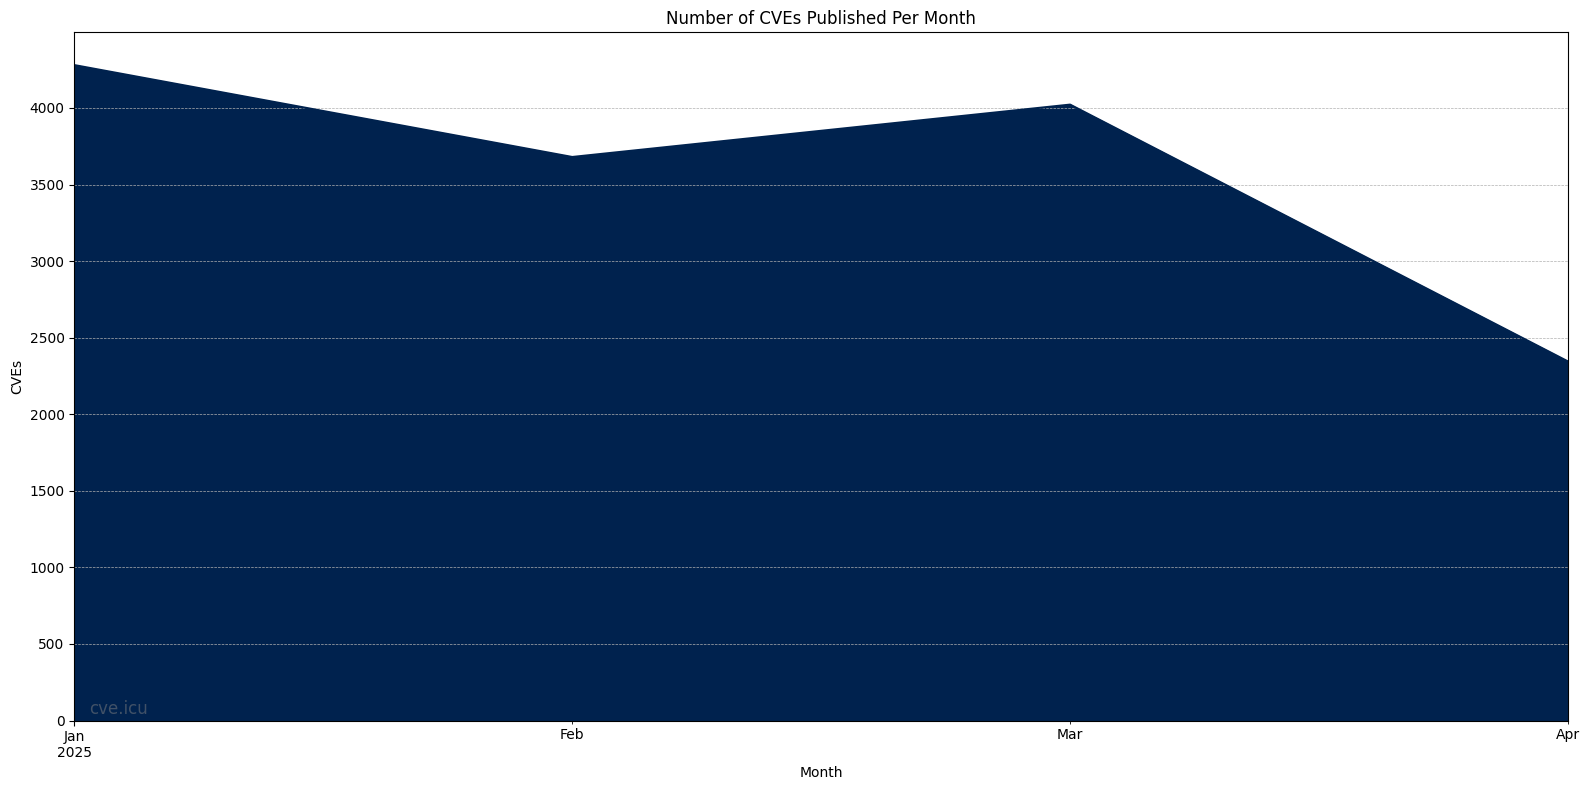 Number of CVEs Published Per Month
CVEs
4000
3500
3000
2500
2000
1500
1000
500
0
cve.icu
Jan
2025
Feb
Mar
Apr
Month